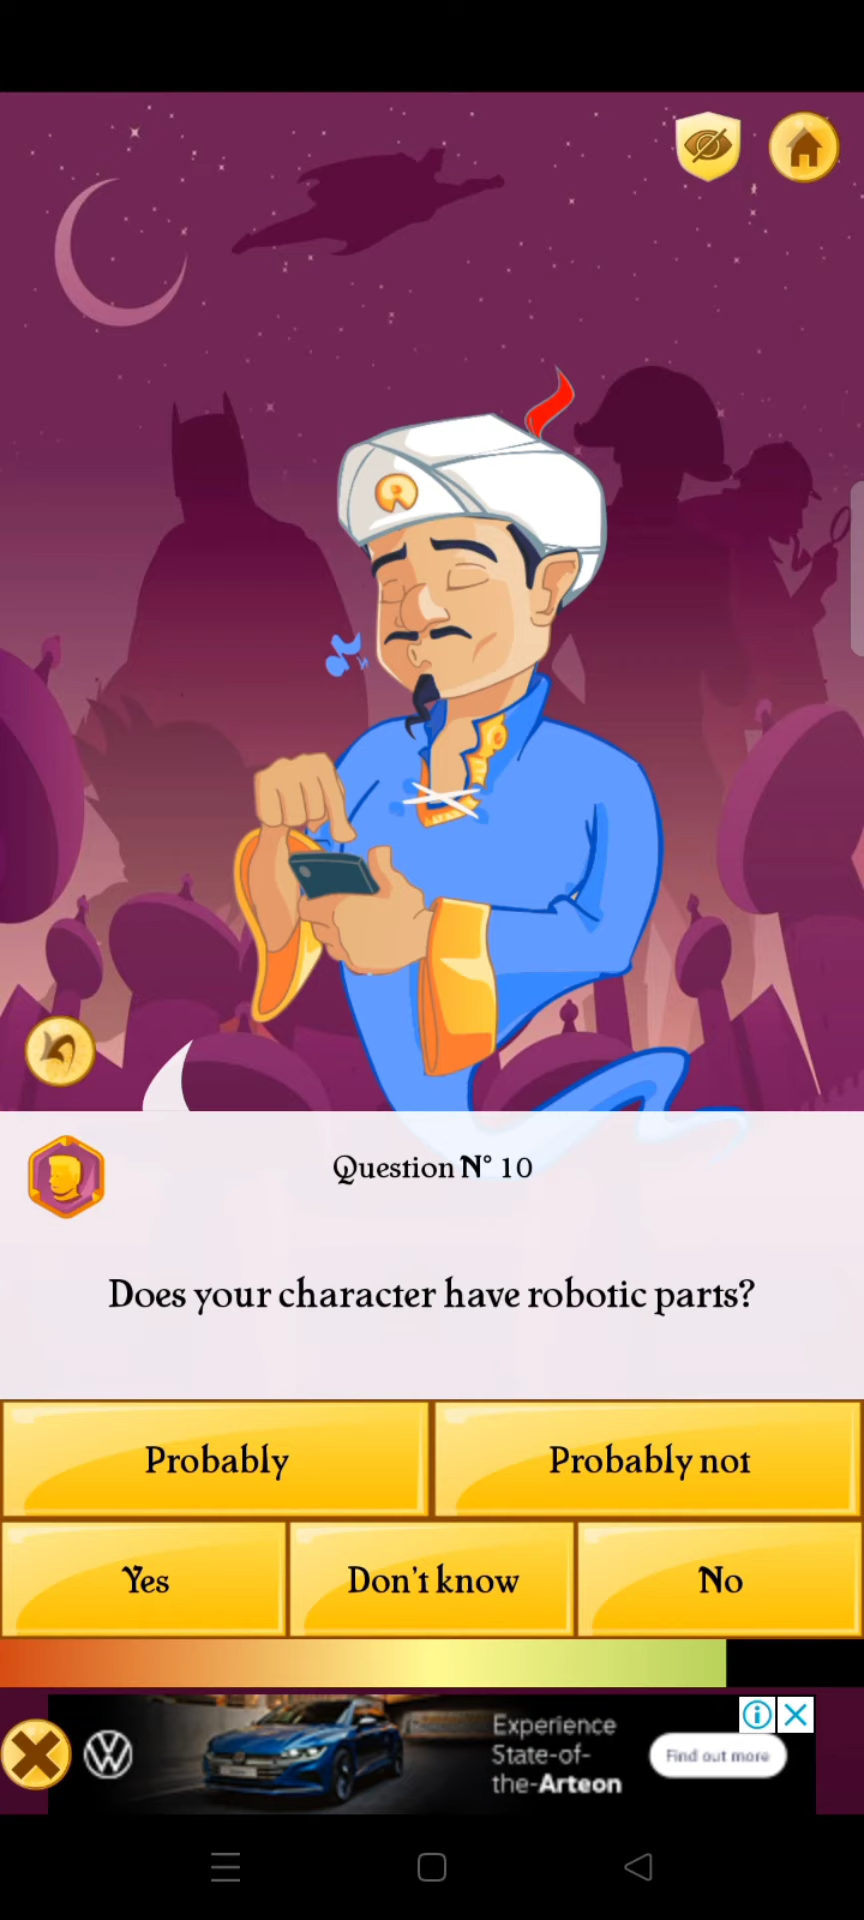 Question N° 10
Does your character have robotic parts?
Probably
Probably not
Yes
Don't know
No
Experience
State-of-
the-Arteon
Find out more